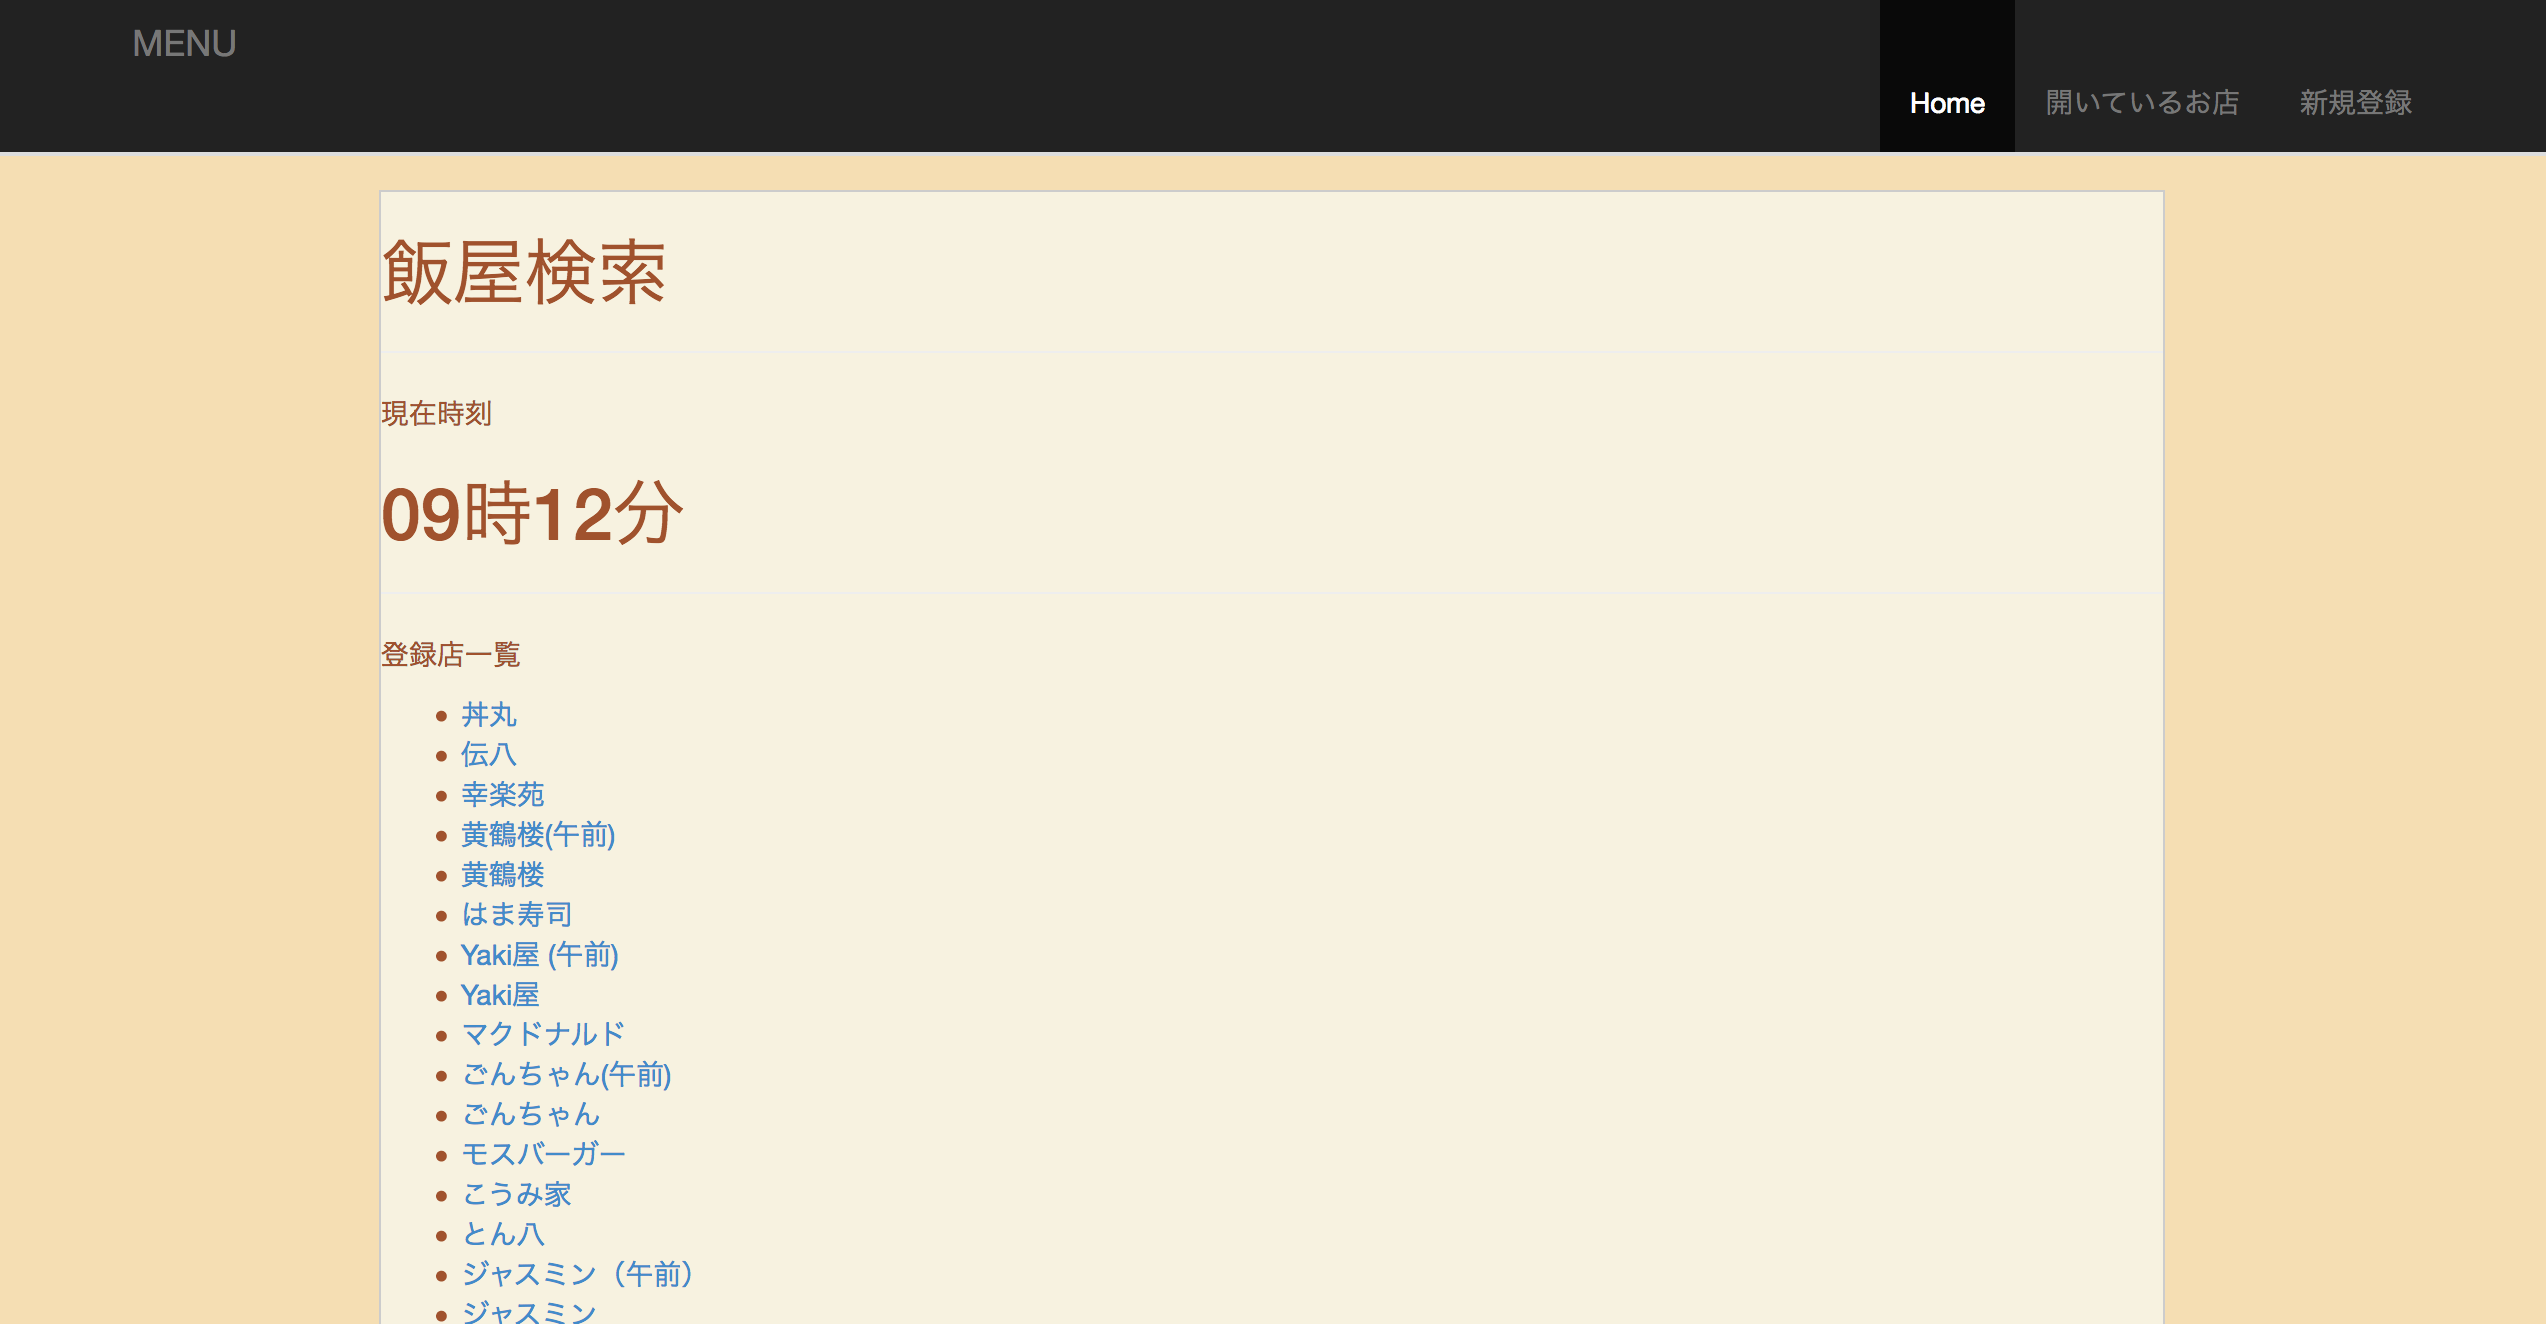 MENU
Home 開いているお店 新規登録
飯屋検索
現在時刻
09時12分
登録店一覧
丼丸
伝八
幸楽苑
黄鶴楼(午前)
黄鶴楼
はま寿司
Yaki屋 (午前)
Yaki屋
マクドナルド
ごんちゃん(午前)
ごんちゃん
モスバーガー
こうみ家
とん八
ジャスミン（午前）
ジャスミン